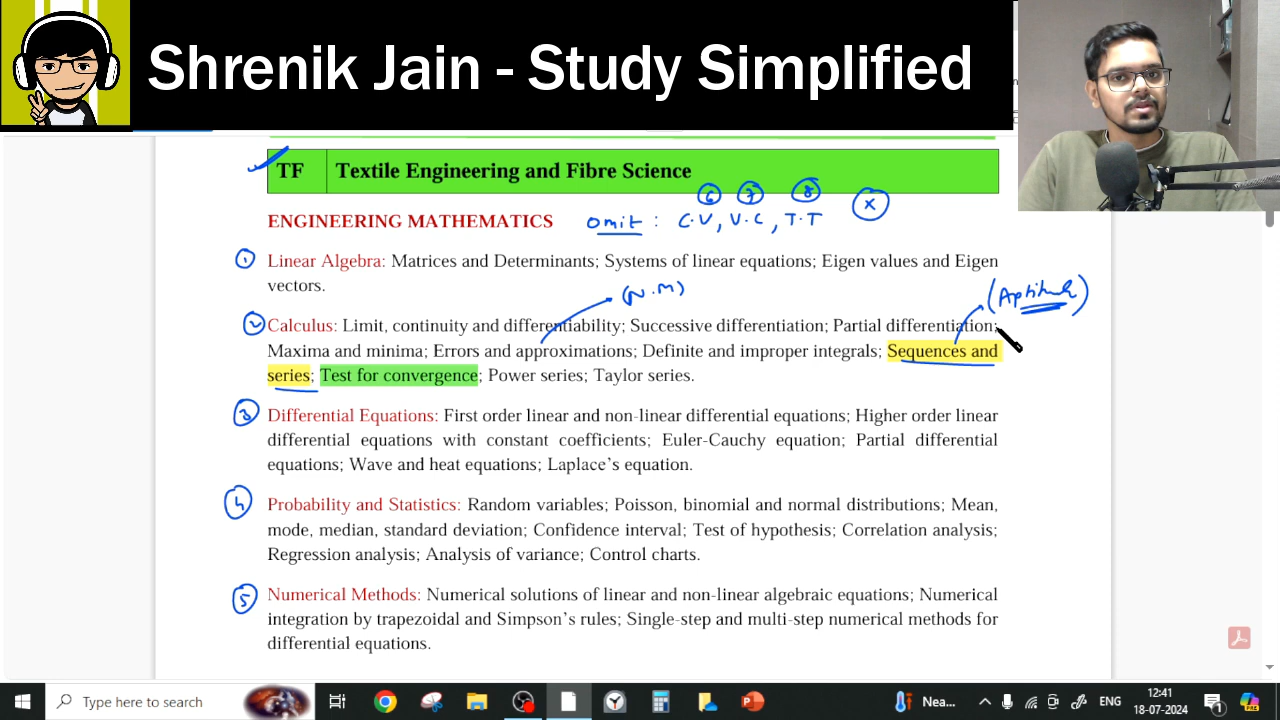 Shrenik Jain - Study Simplified
TF Textile Engineering and Fibre Science
6 7 8
ENGINEERING MATHEMATICS omit : C.V, V.C, T.T X
1 Linear Algebra: Matrices and Determinants; Systems of linear equations; Eigen values and Eigen
vectors.
(N.M)
(Aptitude)
2 Calculus: Limit, continuity and differentiability; Successive differentiation; Partial differentiation;
Maxima and minima; Errors and approximations; Definite and improper integrals; Sequences and
series; Test for convergence; Power series; Taylor series.
3 Differential Equations: First order linear and non-linear differential equations; Higher order linear
differential equations with constant coefficients; Euler-Cauchy equation; Partial differential
equations; Wave and heat equations; Laplace's equation.
4 Probability and Statistics: Random variables; Poisson, binomial and normal distributions; Mean,
mode, median, standard deviation; Confidence interval; Test of hypothesis; Correlation analysis;
Regression analysis; Analysis of variance; Control charts.
5 Numerical Methods: Numerical solutions of linear and non-linear algebraic equations; Numerical
integration by trapezoidal and Simpson's rules; Single-step and multi-step numerical methods for
differential equations.
Type here to search
Nea...
ENG
12:41
18-07-2024
1